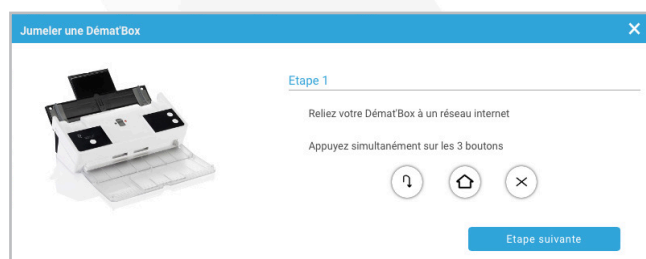 Jumeler une Démat'Box
Etape 1
Reliez votre Démat'Box à un réseau internet
Appuyez simultanément sur les 3 boutons
Etape suivante